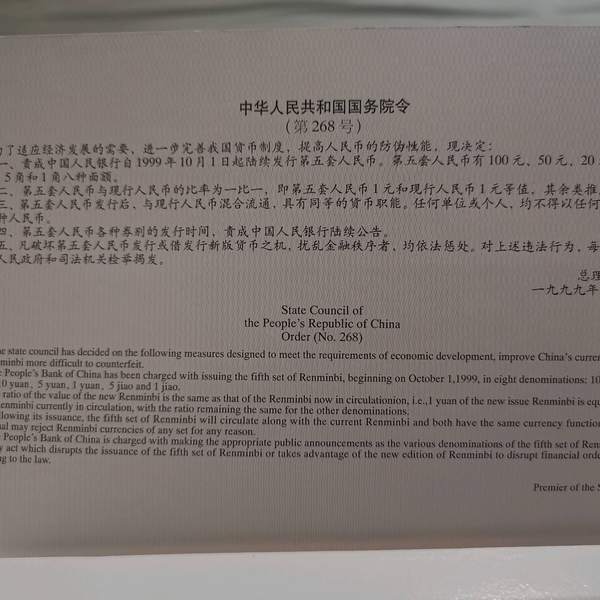 中华人民共和国国务院令
(第268号)
了适应经济发展的需要，进一步完善我国货币制度，提高人民币的防伪性能，现决定：
一、责成中国人民银行自1999年10月1日起陆续发行第五套人民币。第五套人民币有100元、50元、20
5角和1角八种面额。
二、第五套人民币与现行人民币的比率为一比一，即第五套人民币1元和现行人民币1元等值，其余类推
三、第五套人民币发行后、与现行人民币混合流通，具有同等的货币职能。任何单位或个人，均不得以任何
种人民币。
四、第五套人民币各种券别的发行时间，责成中国人民银行陆续公告。
五、凡破坏第五套人民币发行或借发行新版货币之机，扰乱金融秩序者，均依法惩处。对上述违法行为，每
人民政府和司法机关检举揭发。
总理
一九九九年
State Council of
the People's Republic of China
Order (No. 268)
state council has decided on the following measures designed to meet the requirements of economic development, improve China's curren
minbi more difficult to counterfeit.
People's Bank of China has been charged with issuing the fifth set of Renminbi, beginning on October 1,1999, in eight denominations: 10
10 yuan, 5 yuan, 1 yuan, 5 jiao and 1 jiao.
ratio of the value of the new Renminbi is the same as that of the Renminbi now in circulationion, i.e.,1 yuan of the new issue Renminbi is equ
enminbi currently in circulation, with the ratio remaining the same for the other denominations.
lowing its issuance, the fifth set of Renminbi will circulate along with the current Renminbi and both have the same currency function
ual may reject Renminbi currencies of any set for any reason.
People's Bank of China is charged with making the appropriate public announcements as the various denominations of the fifth set of Renm
y act which disrupts the issuance of the fifth set of Renminbi or takes advantage of the new edition of Renminbi to disrupt financial orde
ng to the law.
Premier of the S